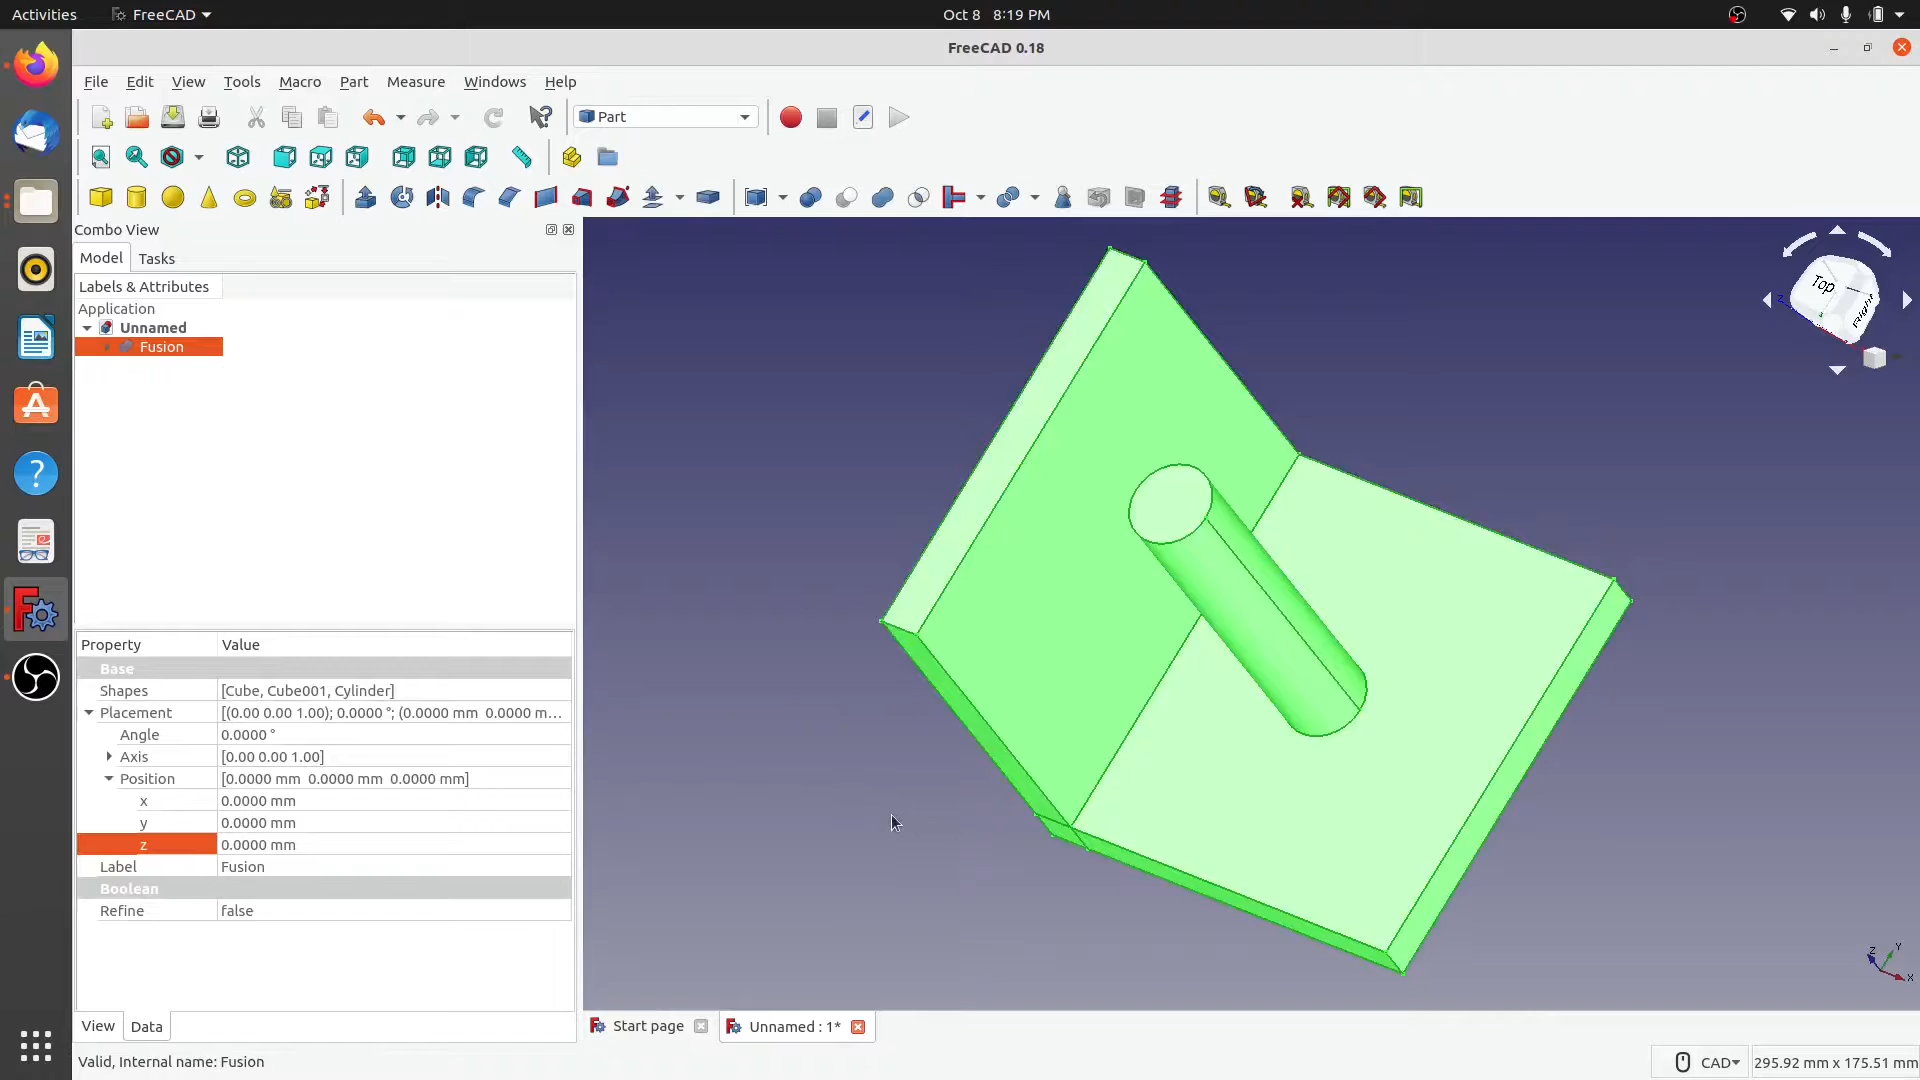 Activities FreeCAD Oct 8 8:19 PM
FreeCAD 0.18
File Edit View Tools Macro Part Measure Windows Help
Part
Combo View
Model Tasks
Labels & Attributes
Application
Unnamed
Fusion
Top
Right
Z
Property Value
Base
Shapes [Cube, Cube001, Cylinder]
Placement [(0.00 0.00 1.00); 0.0000 °; (0.0000 mm 0.0000 m...
Angle 0.0000 °
Axis [0.00 0.00 1.00]
Position [0.0000 mm 0.0000 mm 0.0000 mm]
x 0.0000 mm
y 0.0000 mm
z 0.0000 mm
Label Fusion
Boolean
Refine false
Z Y X
View Data
Start page Unnamed : 1*
Valid, Internal name: Fusion CAD 295.92 mm x 175.51 mm